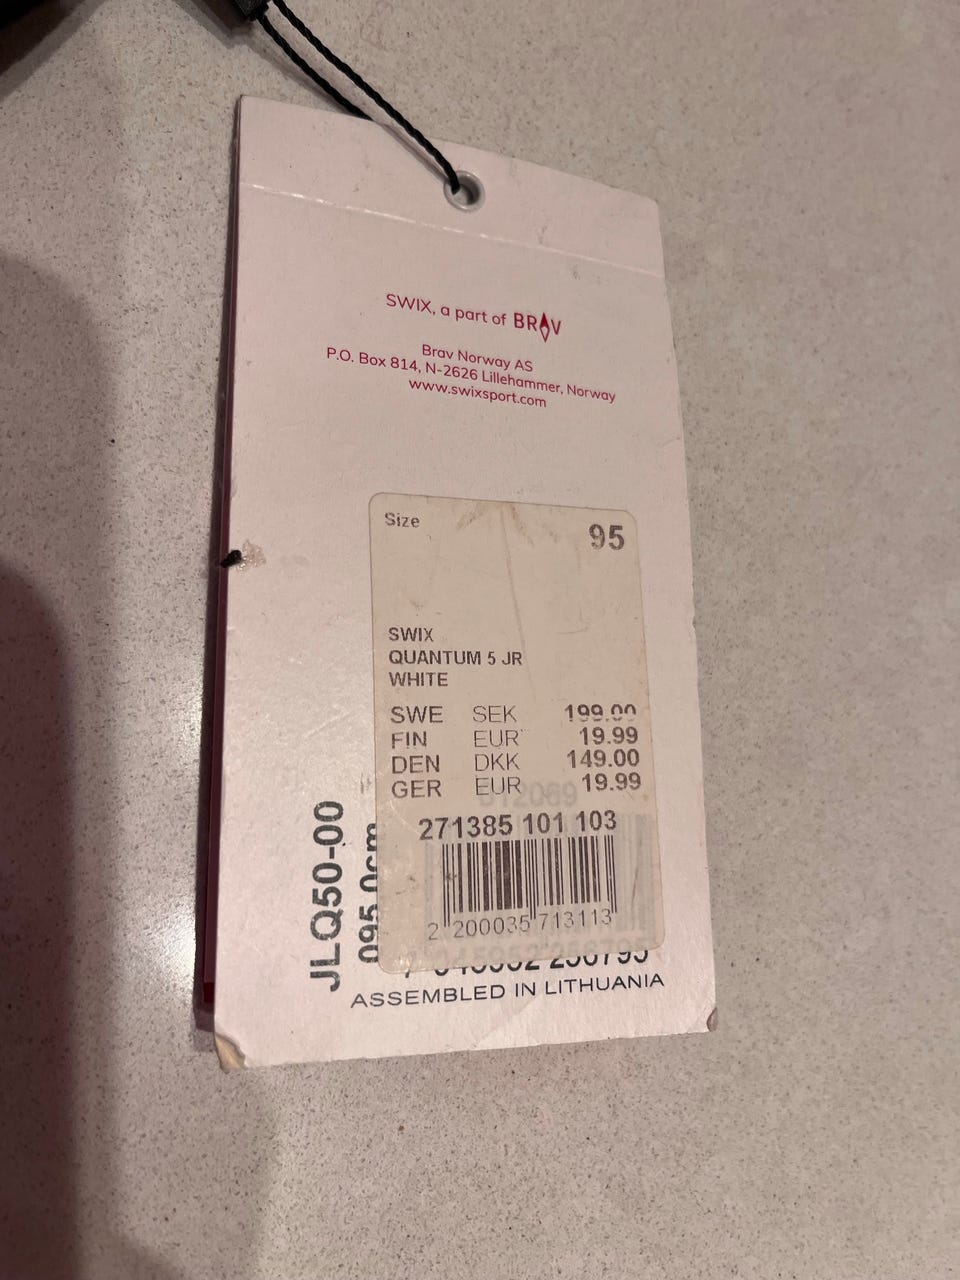 SWIX, a part of BRAV
Brav Norway AS
P.O. Box 814, N-2626 Lillehammer, Norway
www.swixsport.com
Size 95
SWIX
QUANTUM 5 JR
WHITE
SWE SEK 199.00
FIN EUR 19.99
DEN DKK 149.00
GER EUR 19.99
271385 101 103
2 200035 713113
JLQ50-00
095.0cm
ASSEMBLED IN LITHUANIA